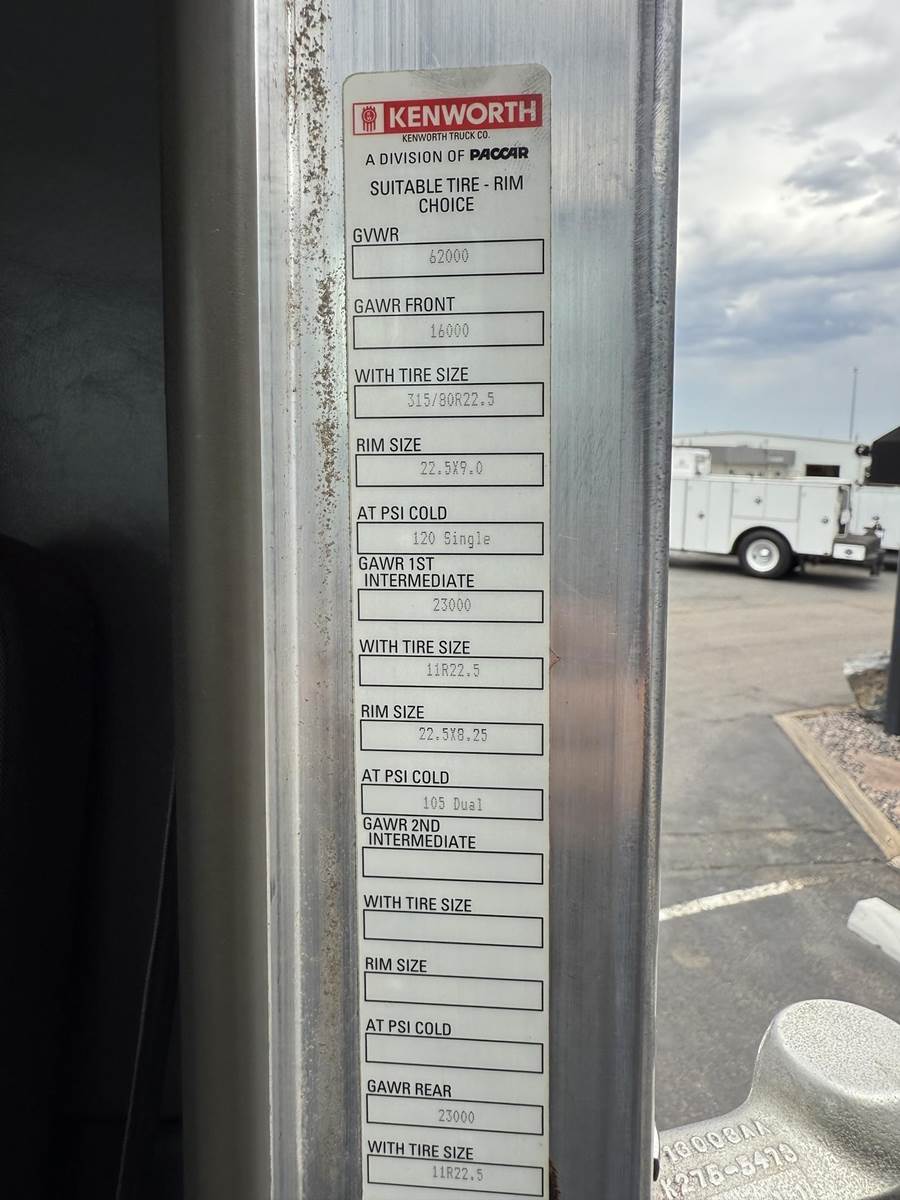 KENWORTH
KENWORTH TRUCK CO.
A DIVISION OF PACCAR
SUITABLE TIRE - RIM
CHOICE
GVWR
62000
GAWR FRONT
16000
WITH TIRE SIZE
315/80R22.5
RIM SIZE
22.5X9.0
AT PSI COLD
120 Single
GAWR 1ST
INTERMEDIATE
23000
WITH TIRE SIZE
11R22.5
RIM SIZE
22.5X8.25
AT PSI COLD
105 Dual
GAWR 2ND
INTERMEDIATE
WITH TIRE SIZE
RIM SIZE
AT PSI COLD
GAWR REAR
23000
WITH TIRE SIZE
11R22.5